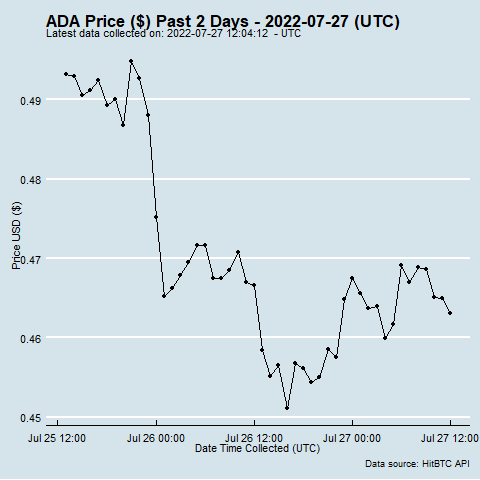 ADA Price ($) Past 2 Days - 2022-07-27 (UTC)
Latest data collected on: 2022-07-27 12:04:12  - UTC
0.49
0.48
0.47
0.46
0.45
Price USD ($)
Jul 25 12:00
Jul 26 00:00
Jul 26 12:00
Jul 27 00:00
Jul 27 12:00
Date Time Collected (UTC)
Data source: HitBTC API